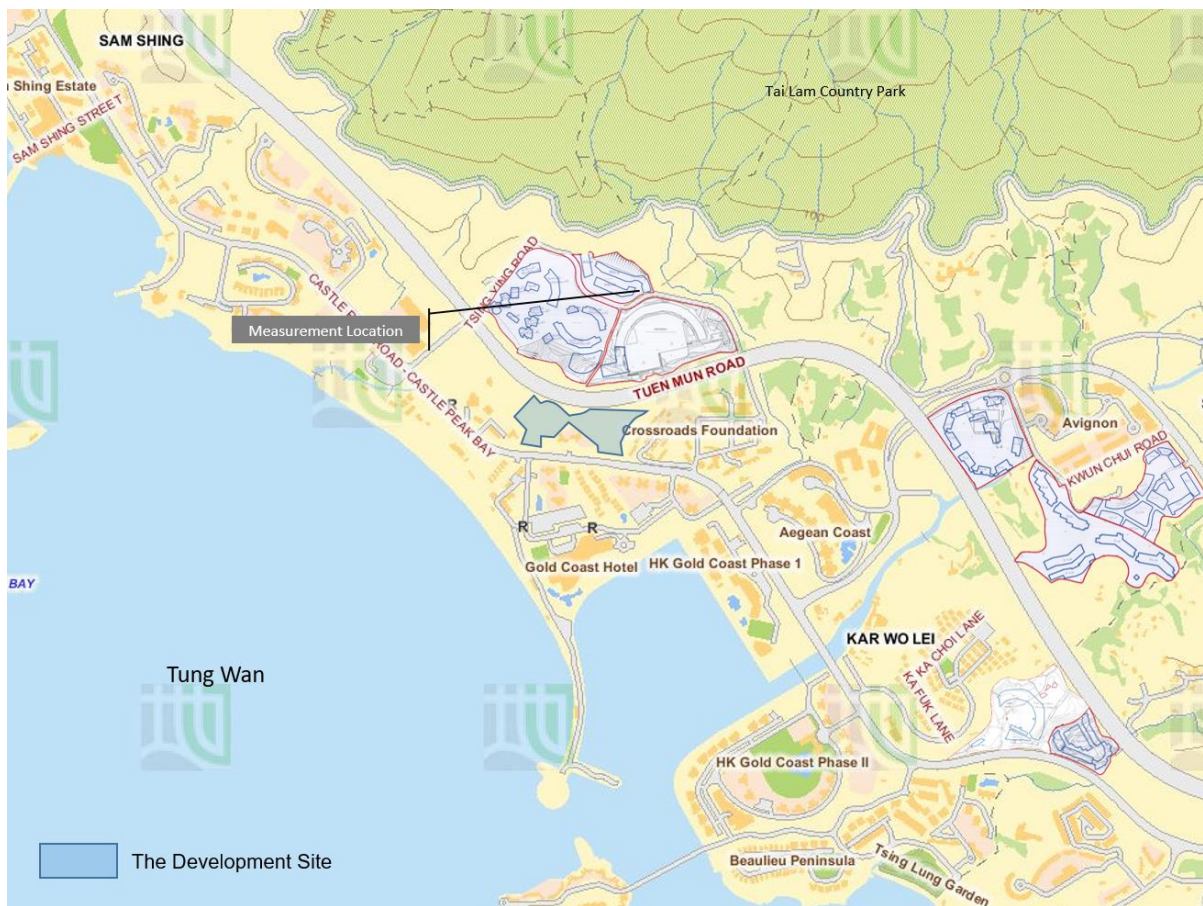 SAM SHING
Shing Estate
SAM SHING STREET
Tai Lam Country Park
100
100
100
TSING YING ROAD
CASTLE PEAK ROAD - CASTLE PEAK BAY
Measurement Location
TUEN MUN ROAD
R
Crossroads Foundation
Avignon
KWUN CHUI ROAD
R
R
Aegean Coast
Gold Coast Hotel
HK Gold Coast Phase 1
BAY
KAR WO LEI
KA CHOI LANE
KA FUK LANE
Tung Wan
HK Gold Coast Phase II
Beaulieu Peninsula
Tsing Lung Garden
The Development Site